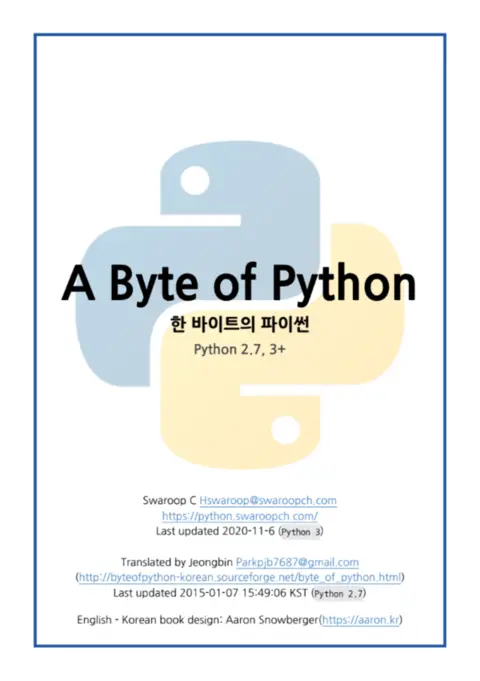 A Byte of Python
한 바이트의 파이썬
Python 2.7, 3+
Swaroop C Hswaroop@swaroopch.com
https://python.swaroopch.com/
Last updated 2020-11-6 (Python 3)
Translated by Jeongbin Parkpjb7687@gmail.com
(http://byteofpython-korean.sourceforge.net/byte_of_python.html)
Last updated 2015-01-07 15:49:06 KST (Python 2.7)
English - Korean book design: Aaron Snowberger(https://aaron.kr)